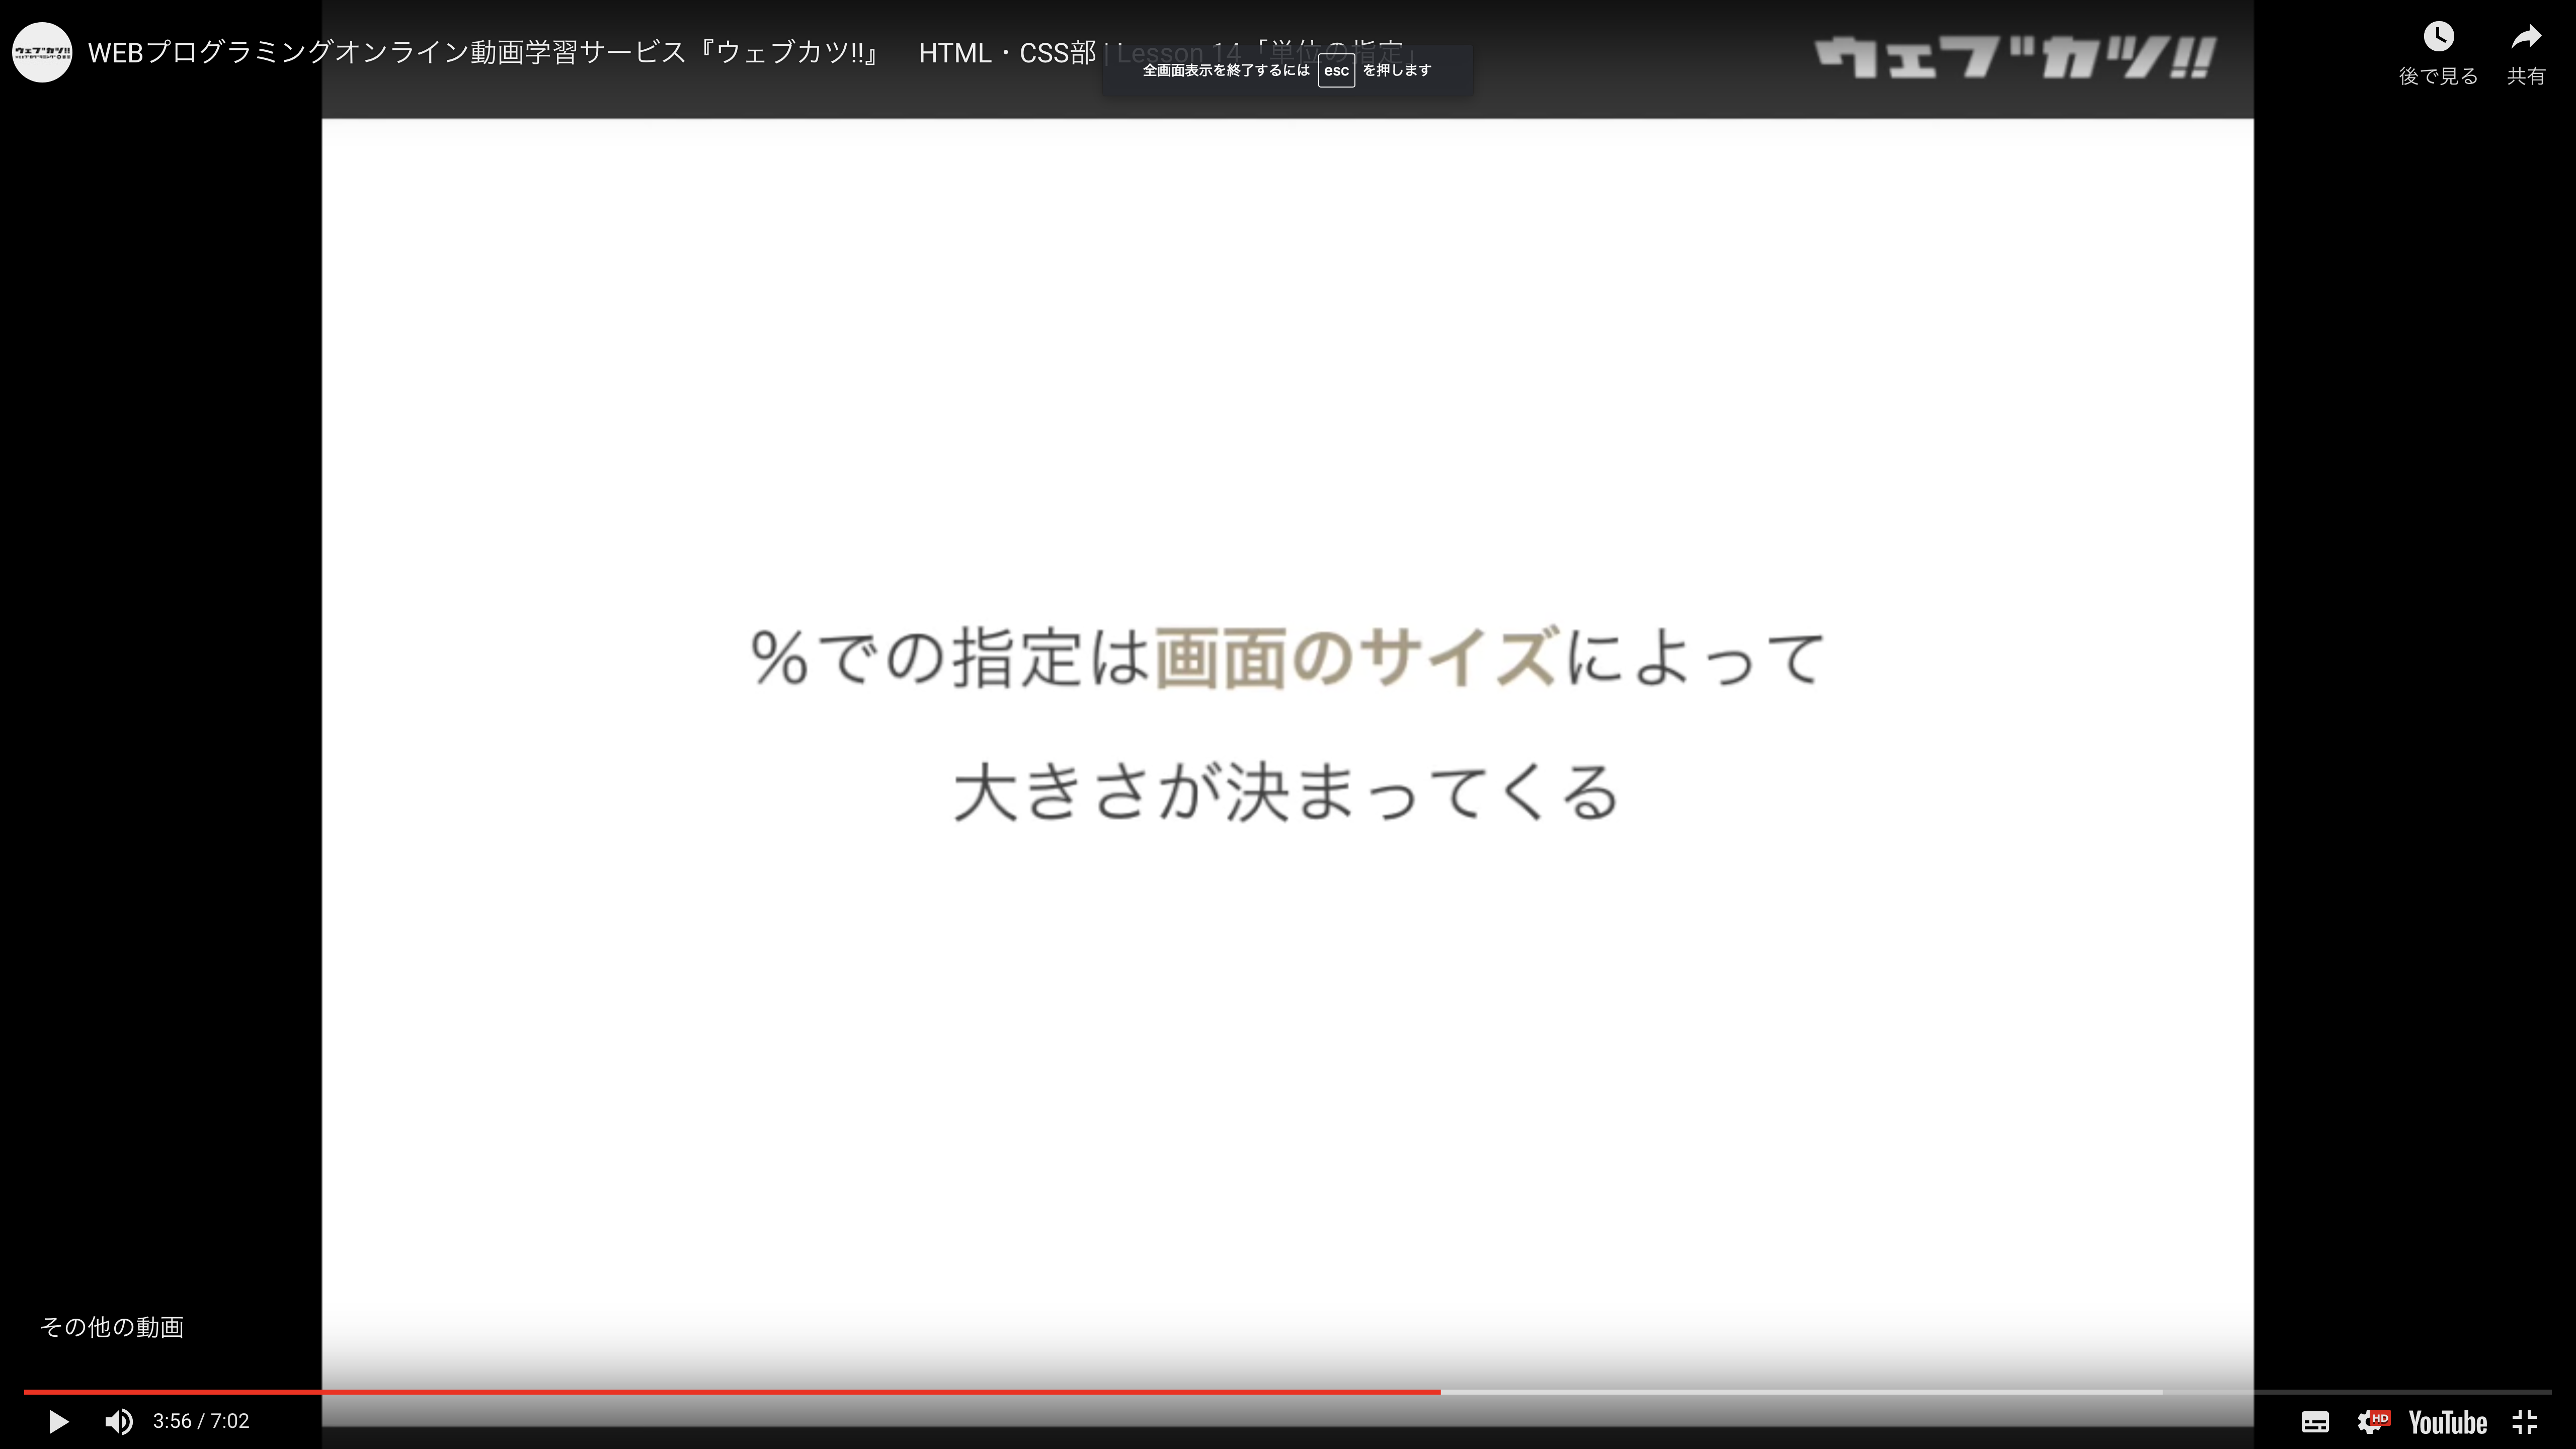 WEBプログラミングオンライン動画学習サービス『ウェブカツ!!』 HTML・CSS部 | Lesson 14「単位の指定」
全画面表示を終了するには esc を押します
ウェブカツ!!
後で見る
共有
%での指定は画面のサイズによって
大きさが決まってくる
その他の動画
3:56 / 7:02
HD
YouTube